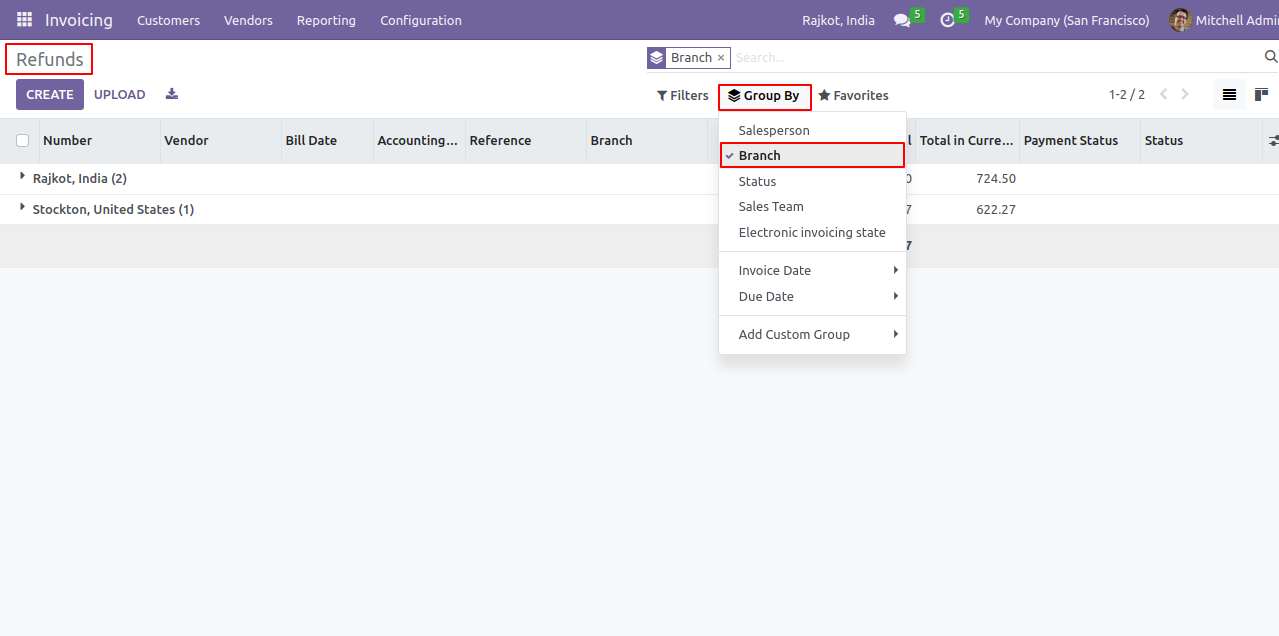 Invoicing Customers Vendors Reporting Configuration Rajkot, India 5 5 My Company (San Francisco) Mitchell Admi
Refunds Branch × Search...
CREATE UPLOAD Filters Group By Favorites 1-2 / 2
Number Vendor Bill Date Accounting... Reference Branch l Total in Curre... Payment Status Status
Salesperson
Branch
Status
Sales Team
Electronic invoicing state
Invoice Date
Due Date
Add Custom Group
Rajkot, India (2) 0 724.50
Stockton, United States (1) 7 622.27
7